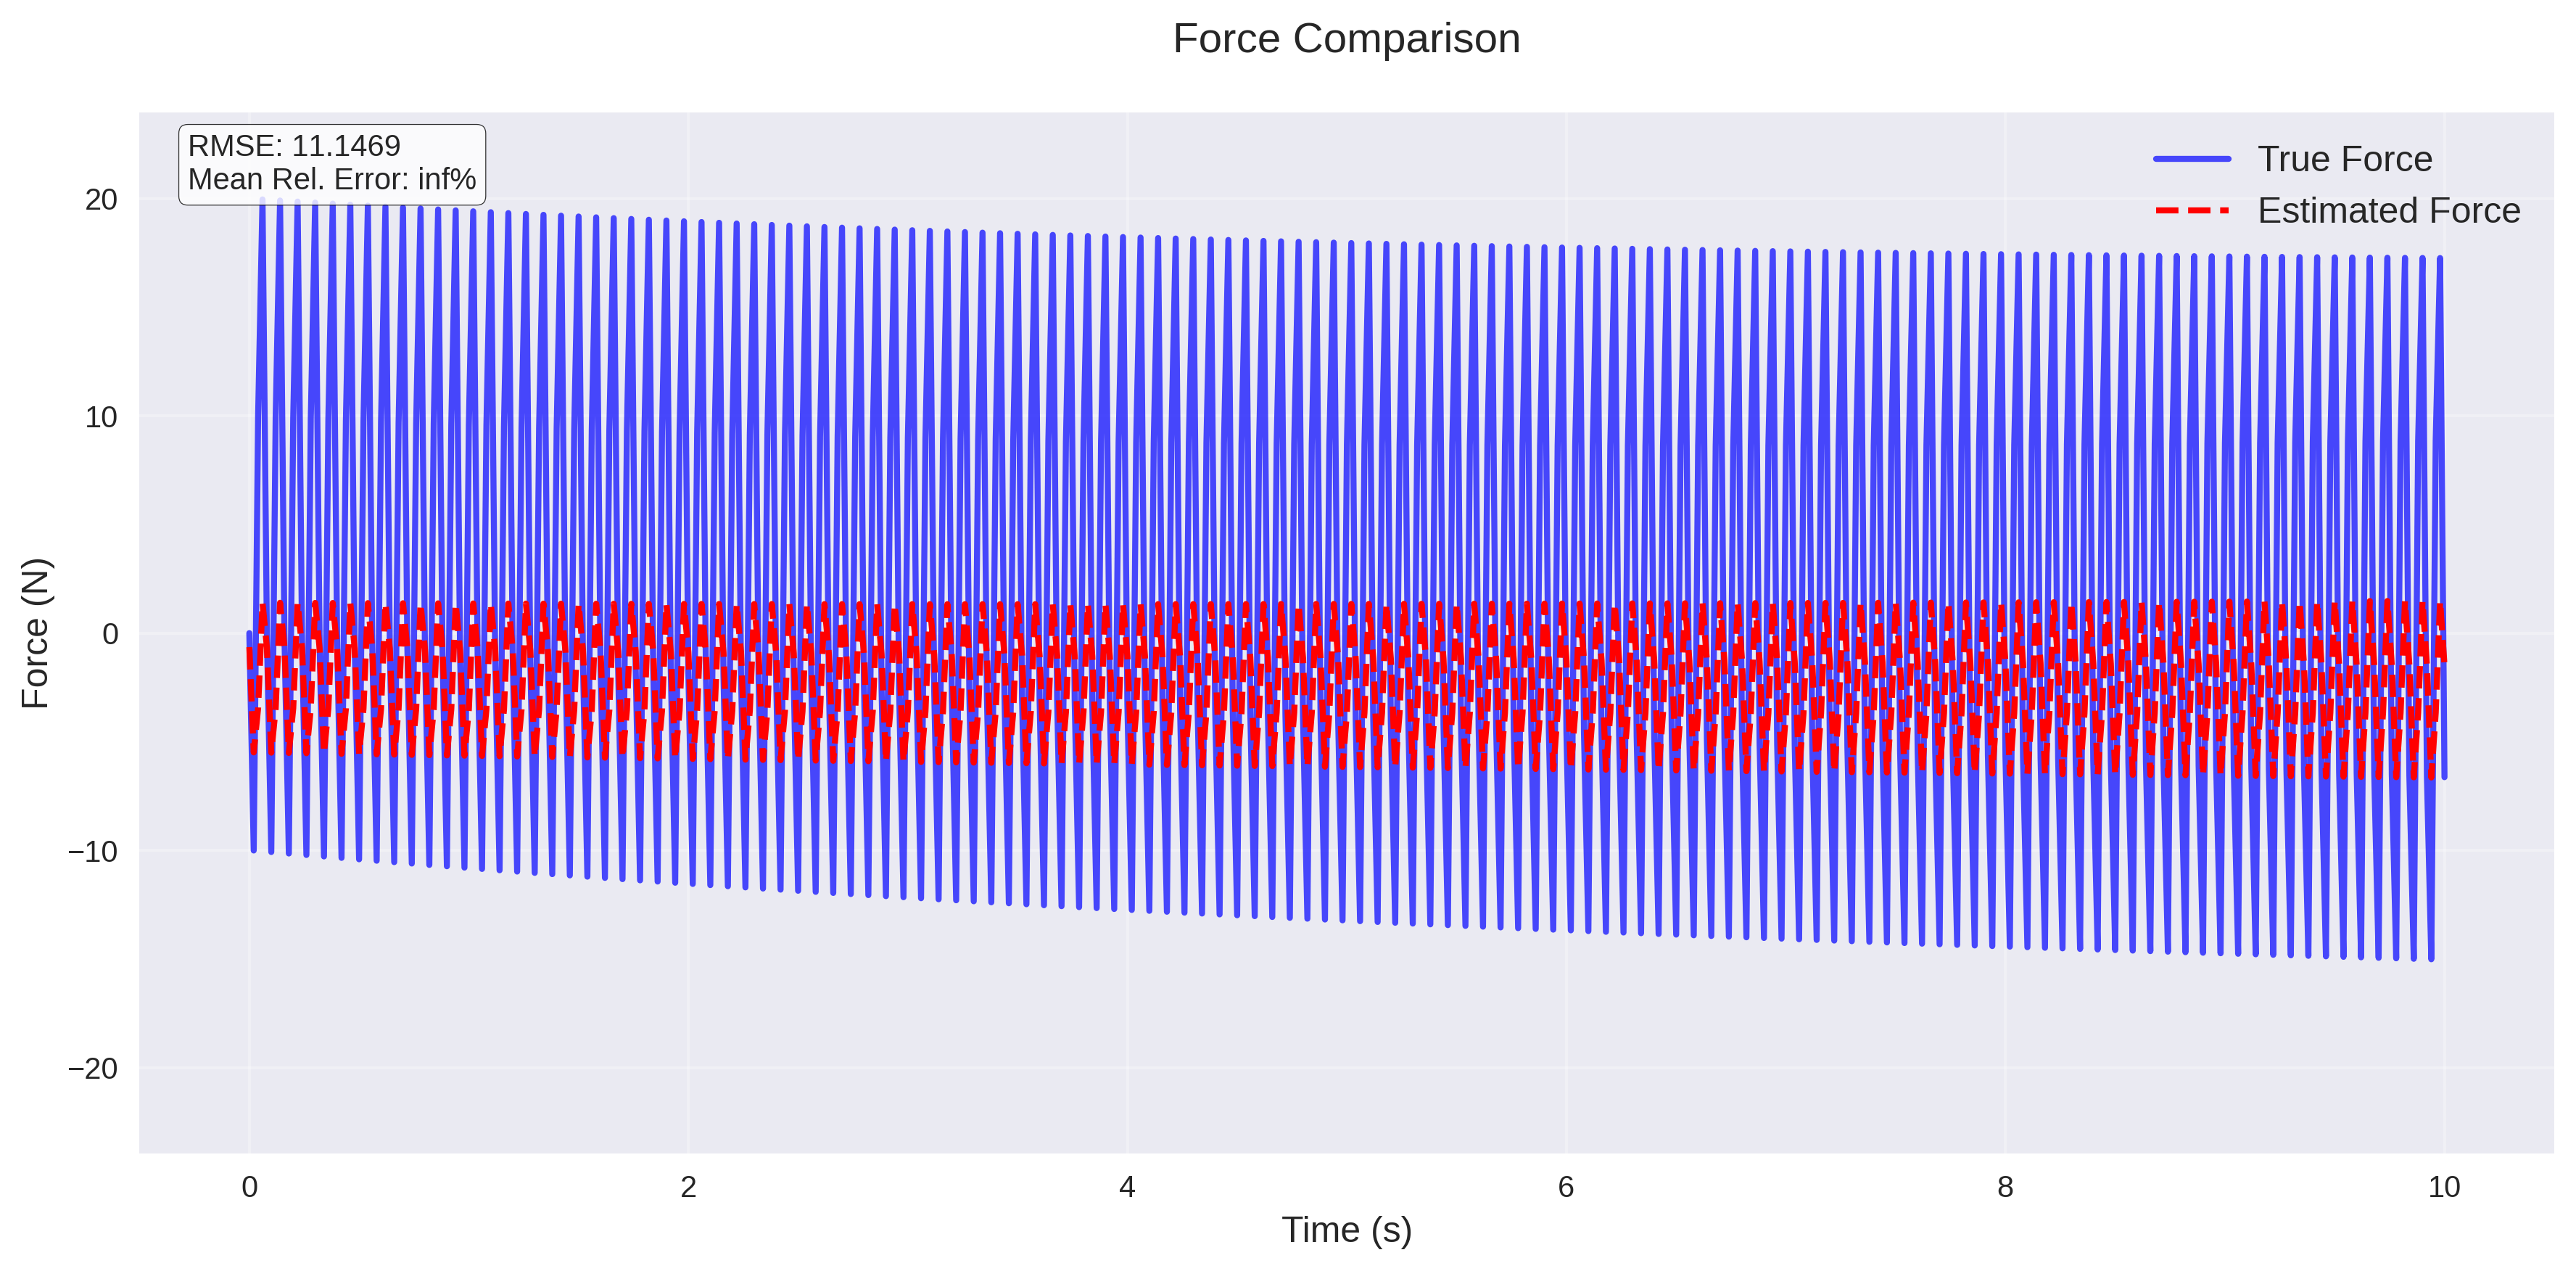 Force Comparison
RMSE: 11.1469
Mean Rel. Error: inf%
True Force
Estimated Force
20
10
0
−10
−20
Force (N)
0
2
4
6
8
10
Time (s)